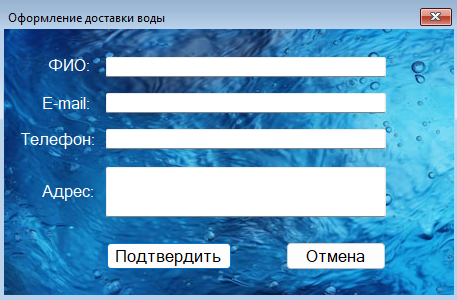 Оформление доставки воды
ФИО:
E-mail:
Телефон:
Адрес:
Подтвердить Отмена